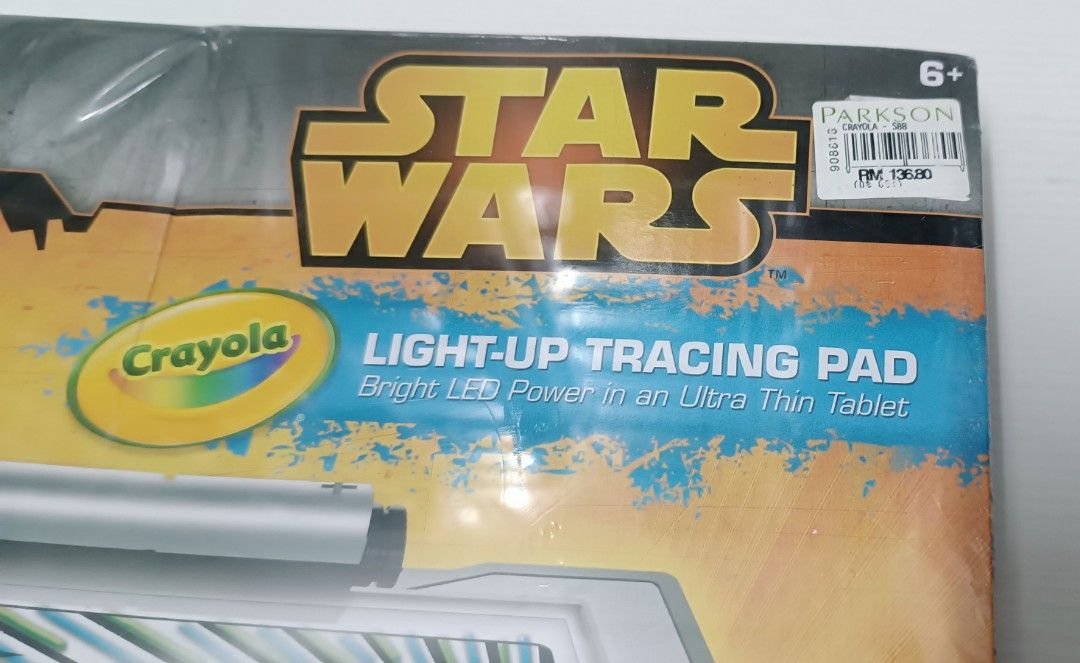 STAR
WARS
TM
6+
PARKSON
CRAYOLA - S88
RM 136.80
Crayola
®
LIGHT-UP TRACING PAD
Bright LED Power in an Ultra Thin Tablet